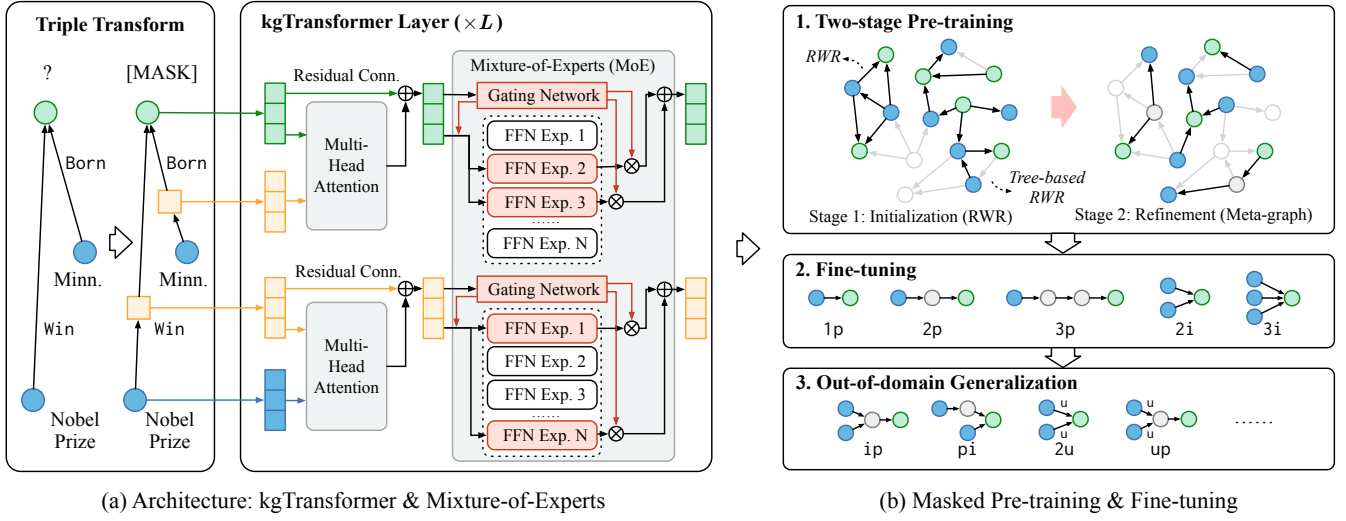 Triple Transform
?
[MASK]
Born
Born
Minn.
Minn.
Win
Win
Nobel
Prize
Nobel
Prize
kgTransformer Layer (×L)
Residual Conn.
Multi-
Head
Attention
Mixture-of-Experts (MoE)
Gating Network
FFN Exp. 1
FFN Exp. 2
FFN Exp. 3
......
FFN Exp. N
Residual Conn.
Multi-
Head
Attention
Gating Network
FFN Exp. 1
FFN Exp. 2
FFN Exp. 3
......
FFN Exp. N
(a) Architecture: kgTransformer & Mixture-of-Experts
1. Two-stage Pre-training
RWR
Tree-based
RWR
Stage 1: Initialization (RWR)
Stage 2: Refinement (Meta-graph)
2. Fine-tuning
1p
2p
3p
2i
3i
3. Out-of-domain Generalization
u
u
u
u
ip
pi
2u
up
......
(b) Masked Pre-training & Fine-tuning